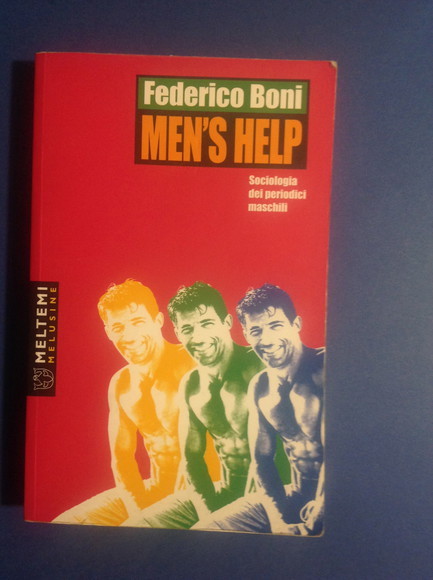 Federico Boni
MEN'S HELP
Sociologia
dei periodici
maschili
MELTEMI
MELUSINE